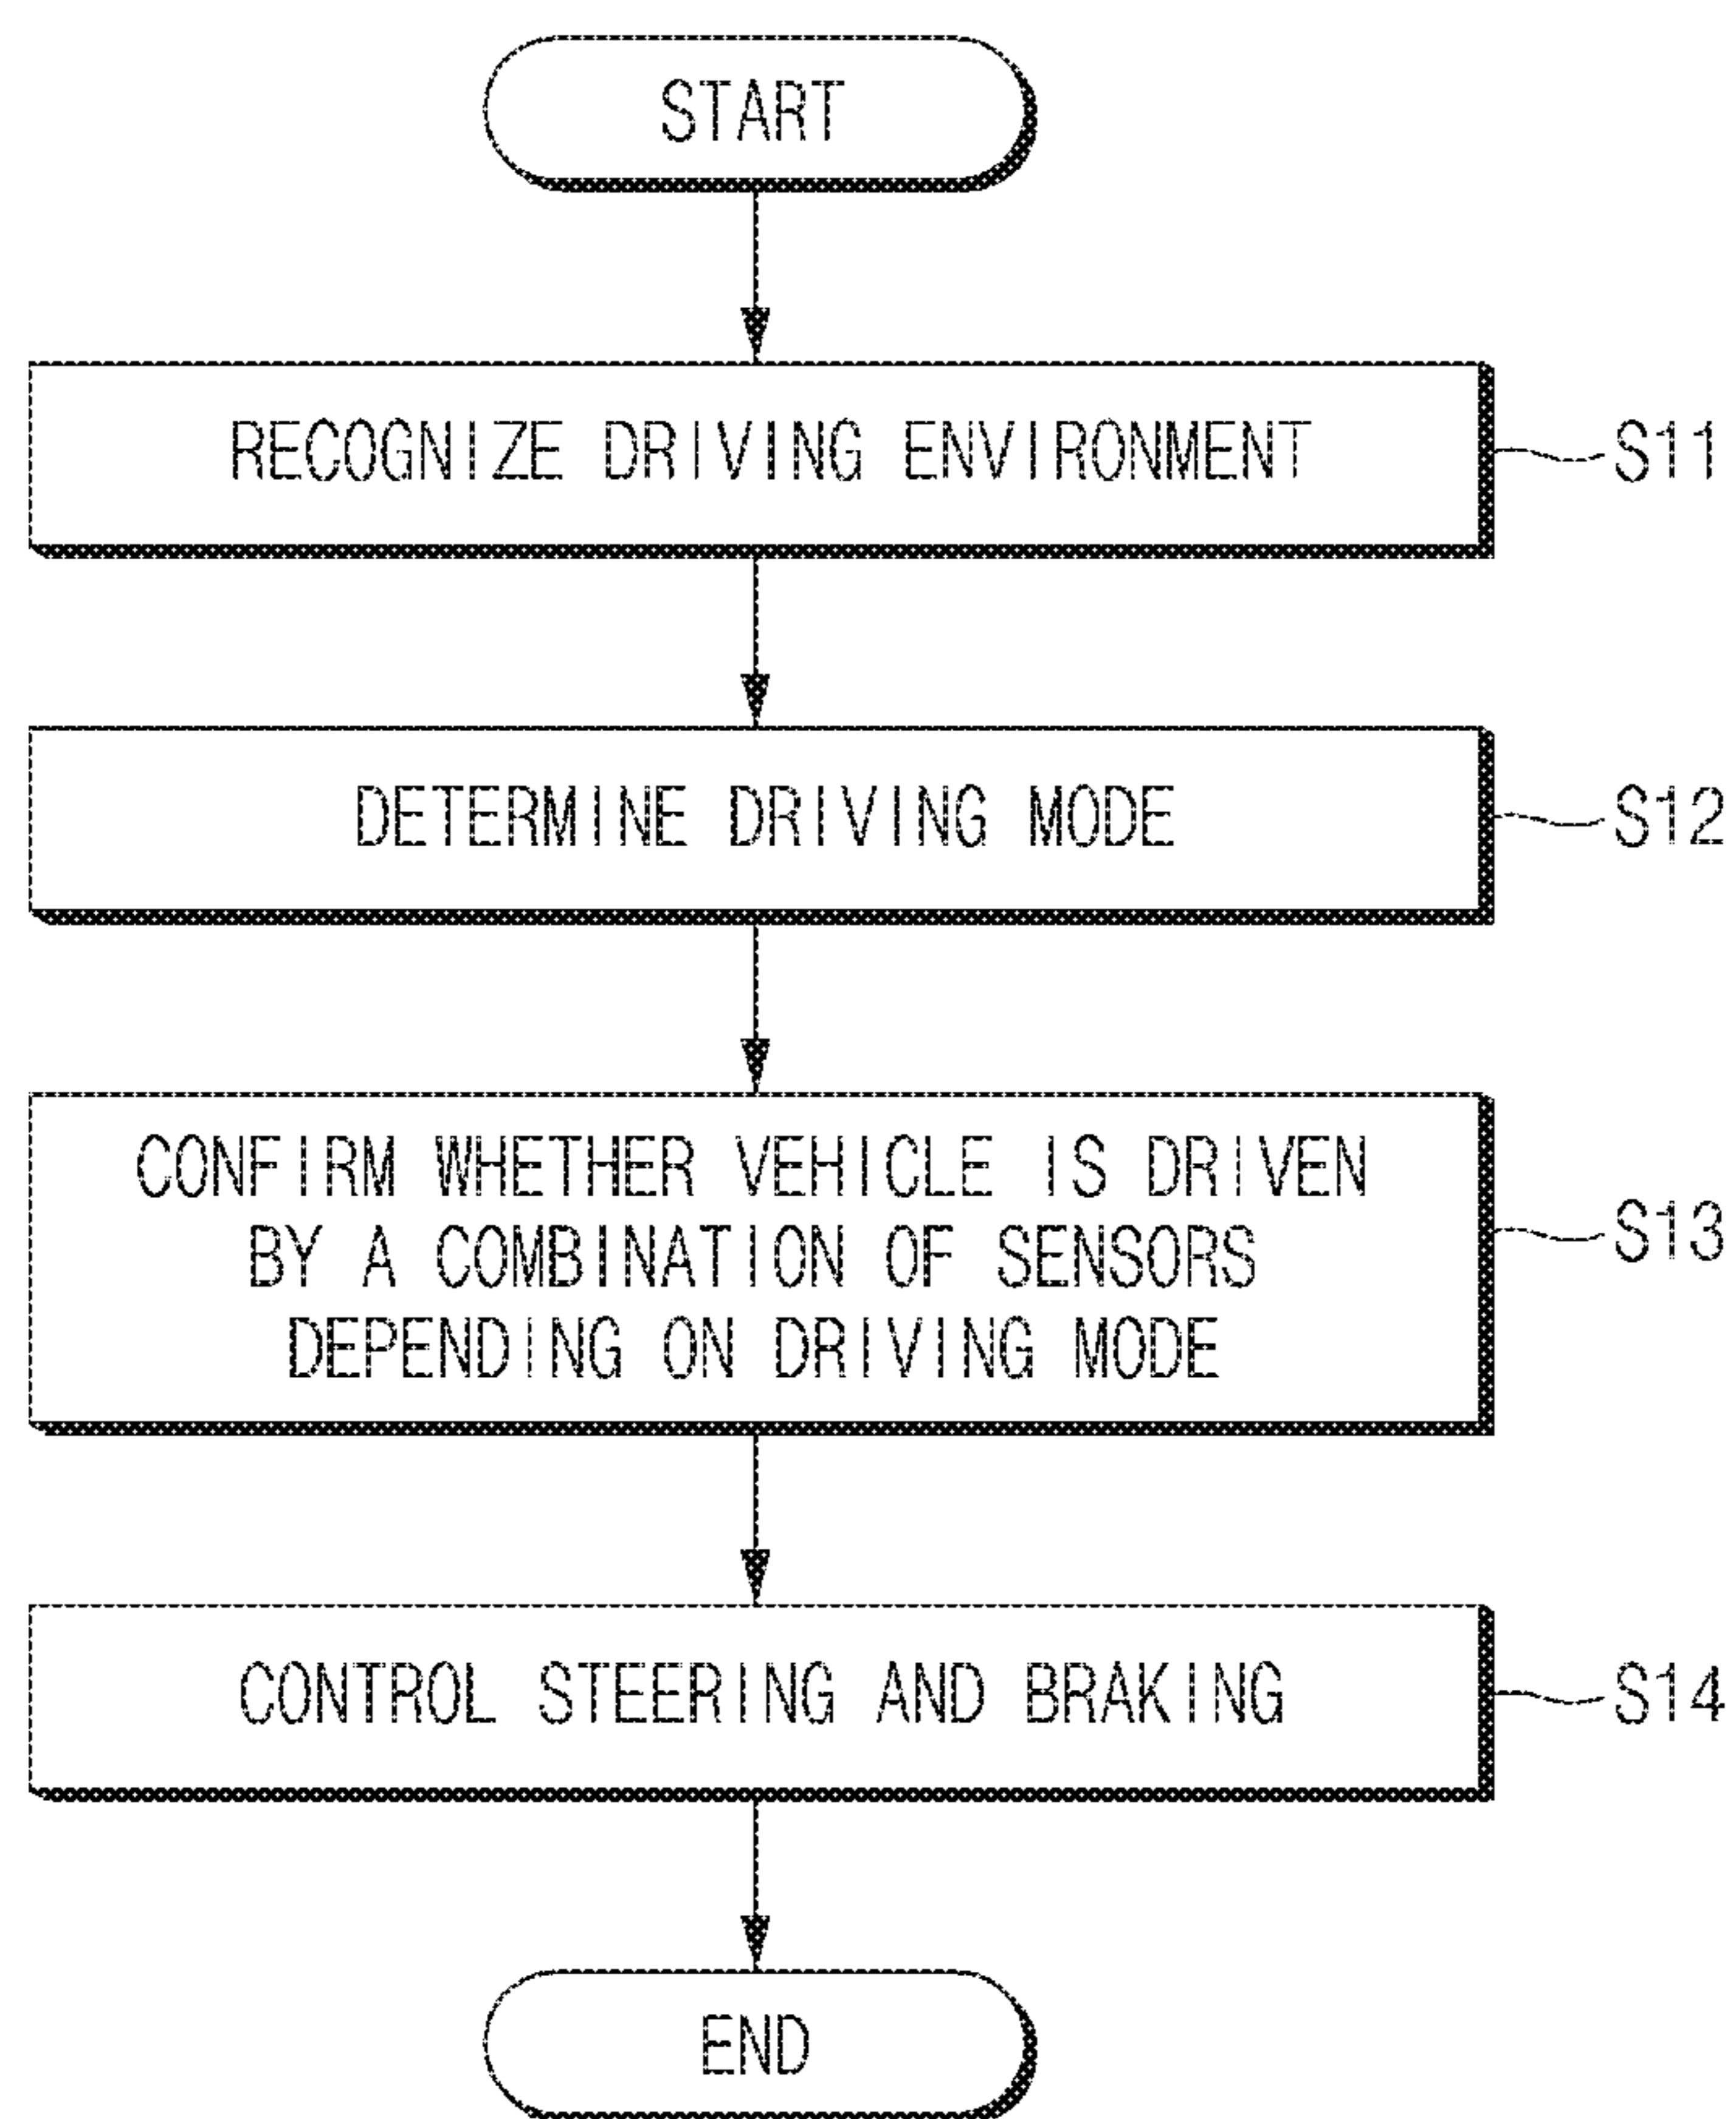 START
RECOGNIZE DRIVING ENVIRONMENT
S11
DETERMINE DRIVING MODE
S12
CONFIRM WHETHER VEHICLE IS DRIVEN
BY A COMBINATION OF SENSORS
DEPENDING ON DRIVING MODE
S13
CONTROL STEERING AND BRAKING
S14
END